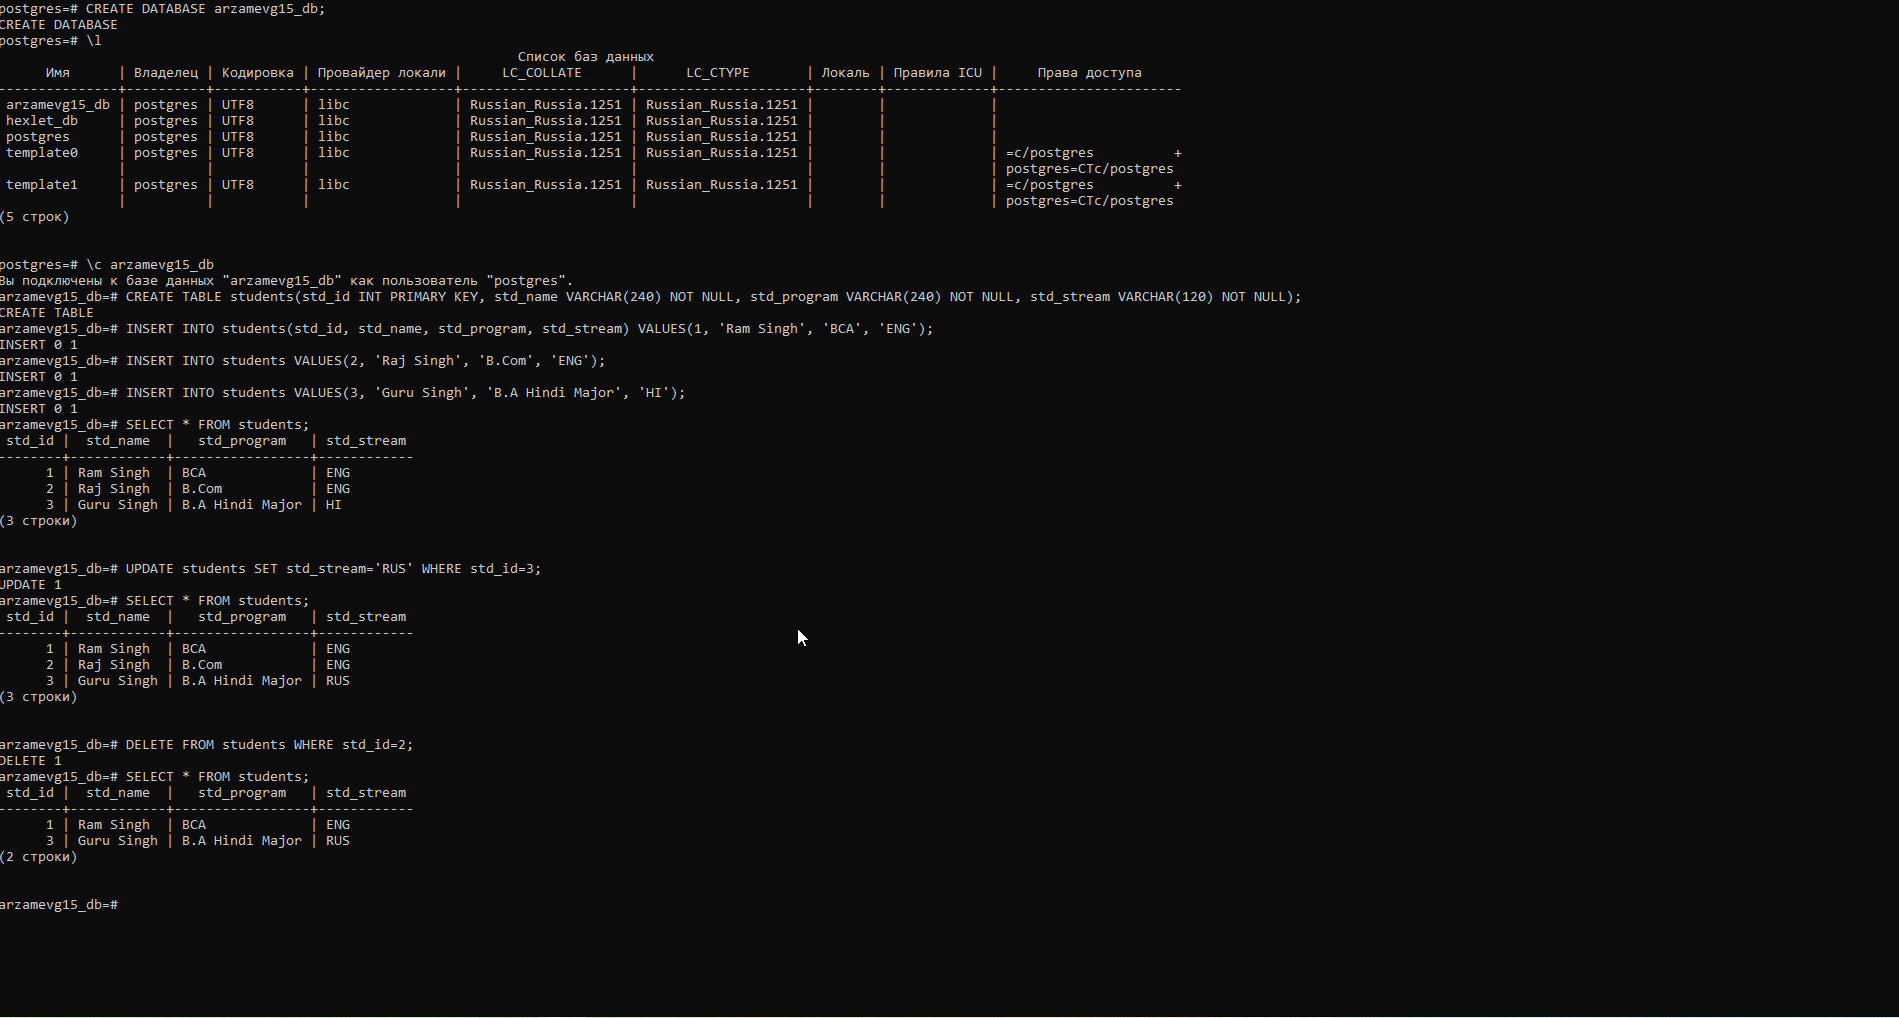 postgres=# CREATE DATABASE arzamevg15_db;
CREATE DATABASE
postgres=# \l
Список баз данных
Имя | Владелец | Кодировка | Провайдер локали | LC_COLLATE | LC_CTYPE | Локаль | Правила ICU | Права доступа
---------------+----------+-----------+------------------+---------------------+---------------------+--------+-------------+-----------------------
arzamevg15_db | postgres | UTF8 | libc | Russian_Russia.1251 | Russian_Russia.1251 | | |
hexlet_db | postgres | UTF8 | libc | Russian_Russia.1251 | Russian_Russia.1251 | | |
postgres | postgres | UTF8 | libc | Russian_Russia.1251 | Russian_Russia.1251 | | |
template0 | postgres | UTF8 | libc | Russian_Russia.1251 | Russian_Russia.1251 | | | =c/postgres +
| | | | | | | | postgres=CTc/postgres
template1 | postgres | UTF8 | libc | Russian_Russia.1251 | Russian_Russia.1251 | | | =c/postgres +
| | | | | | | | postgres=CTc/postgres
(5 строк)
postgres=# \c arzamevg15_db
Вы подключены к базе данных "arzamevg15_db" как пользователь "postgres".
arzamevg15_db=# CREATE TABLE students(std_id INT PRIMARY KEY, std_name VARCHAR(240) NOT NULL, std_program VARCHAR(240) NOT NULL, std_stream VARCHAR(120) NOT NULL);
CREATE TABLE
arzamevg15_db=# INSERT INTO students(std_id, std_name, std_program, std_stream) VALUES(1, 'Ram Singh', 'BCA', 'ENG');
INSERT 0 1
arzamevg15_db=# INSERT INTO students VALUES(2, 'Raj Singh', 'B.Com', 'ENG');
INSERT 0 1
arzamevg15_db=# INSERT INTO students VALUES(3, 'Guru Singh', 'B.A Hindi Major', 'HI');
INSERT 0 1
arzamevg15_db=# SELECT * FROM students;
std_id | std_name | std_program | std_stream
--------+------------+-----------------+------------
1 | Ram Singh | BCA | ENG
2 | Raj Singh | B.Com | ENG
3 | Guru Singh | B.A Hindi Major | HI
(3 строки)
arzamevg15_db=# UPDATE students SET std_stream='RUS' WHERE std_id=3;
UPDATE 1
arzamevg15_db=# SELECT * FROM students;
std_id | std_name | std_program | std_stream
--------+------------+-----------------+------------
1 | Ram Singh | BCA | ENG
2 | Raj Singh | B.Com | ENG
3 | Guru Singh | B.A Hindi Major | RUS
(3 строки)
arzamevg15_db=# DELETE FROM students WHERE std_id=2;
DELETE 1
arzamevg15_db=# SELECT * FROM students;
std_id | std_name | std_program | std_stream
--------+------------+-----------------+------------
1 | Ram Singh | BCA | ENG
3 | Guru Singh | B.A Hindi Major | RUS
(2 строки)
arzamevg15_db=#